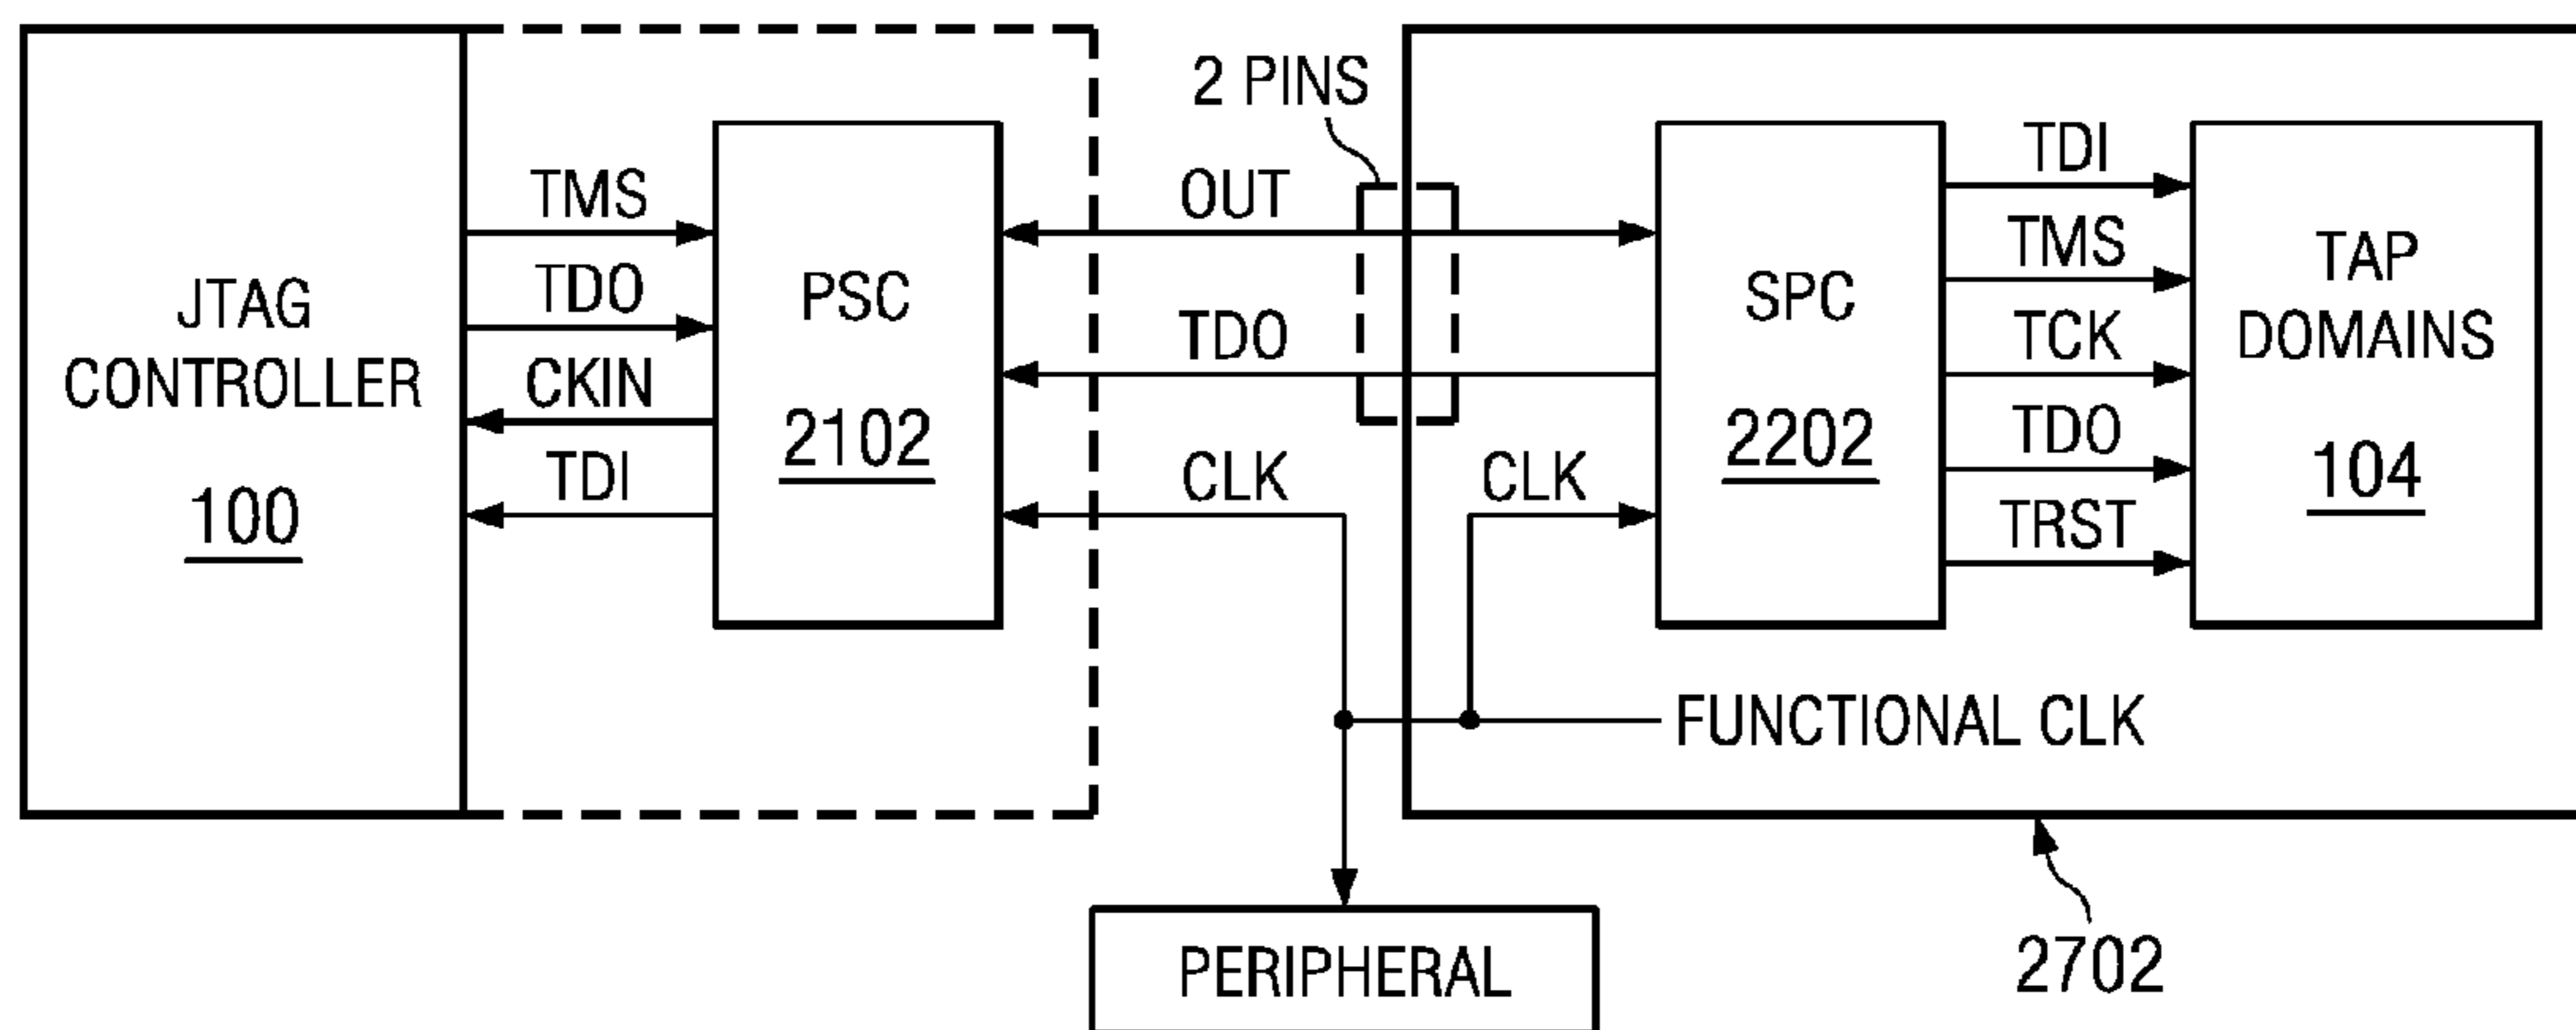 JTAG
CONTROLLER
100
TMS
TDO
CKIN
TDI
PSC
2102
2 PINS
OUT
TDO
CLK
CLK
SPC
2202
TDI
TMS
TCK
TDO
TRST
TAP
DOMAINS
104
FUNCTIONAL CLK
PERIPHERAL
2702